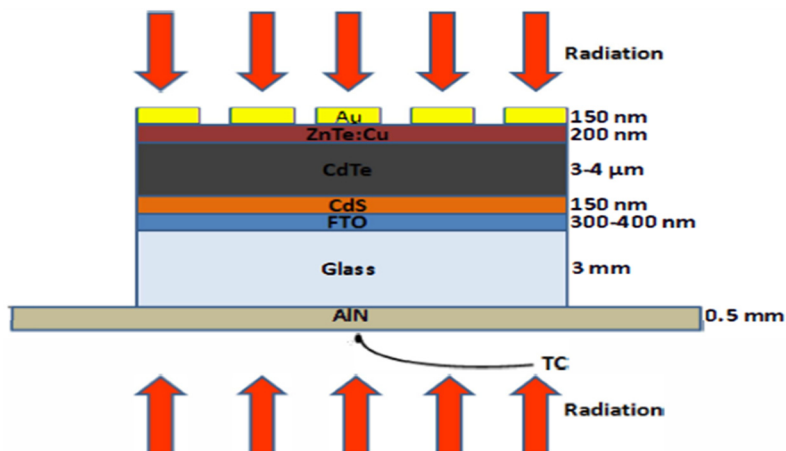 Radiation
Au 150 nm
ZnTe:Cu 200 nm
CdTe 3-4 μm
CdS 150 nm
FTO 300-400 nm
Glass 3 mm
AlN 0.5 mm
TC
Radiation